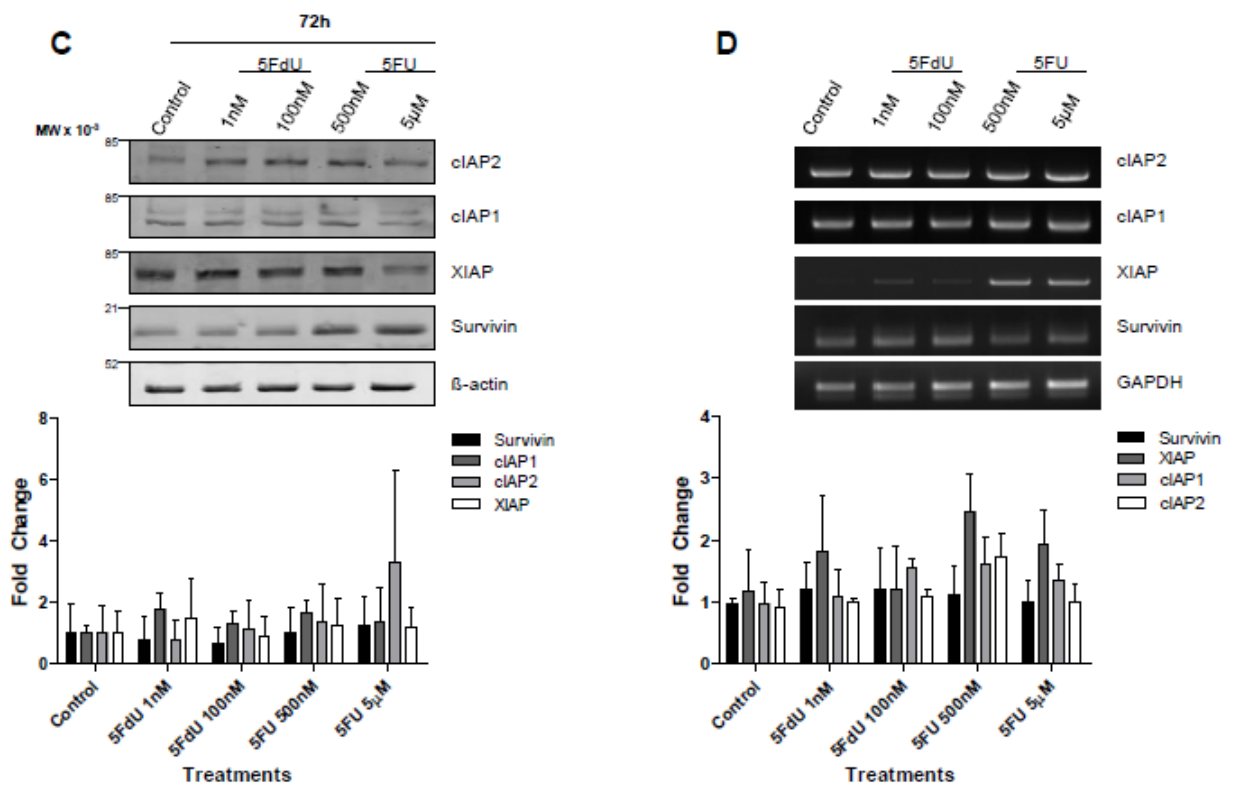 C
72h
5FdU
5FU
Control
1nM
100nM
500nM
5µM
MW x 10⁻³
85
cIAP2
85
cIAP1
85
XIAP
21
Survivin
52
ß-actin
8
6
4
2
0
Fold Change
Survivin
cIAP1
cIAP2
XIAP
Control
5FdU 1nM
5FdU 100nM
5FU 500nM
5FU 5µM
Treatments
D
5FdU
5FU
Control
1nM
100nM
500nM
5µM
cIAP2
cIAP1
XIAP
Survivin
GAPDH
4
3
2
1
0
Fold Change
Survivin
XIAP
cIAP1
cIAP2
Control
5FdU 1nM
5FdU 100nM
5FU 500nM
5FU 5µM
Treatments